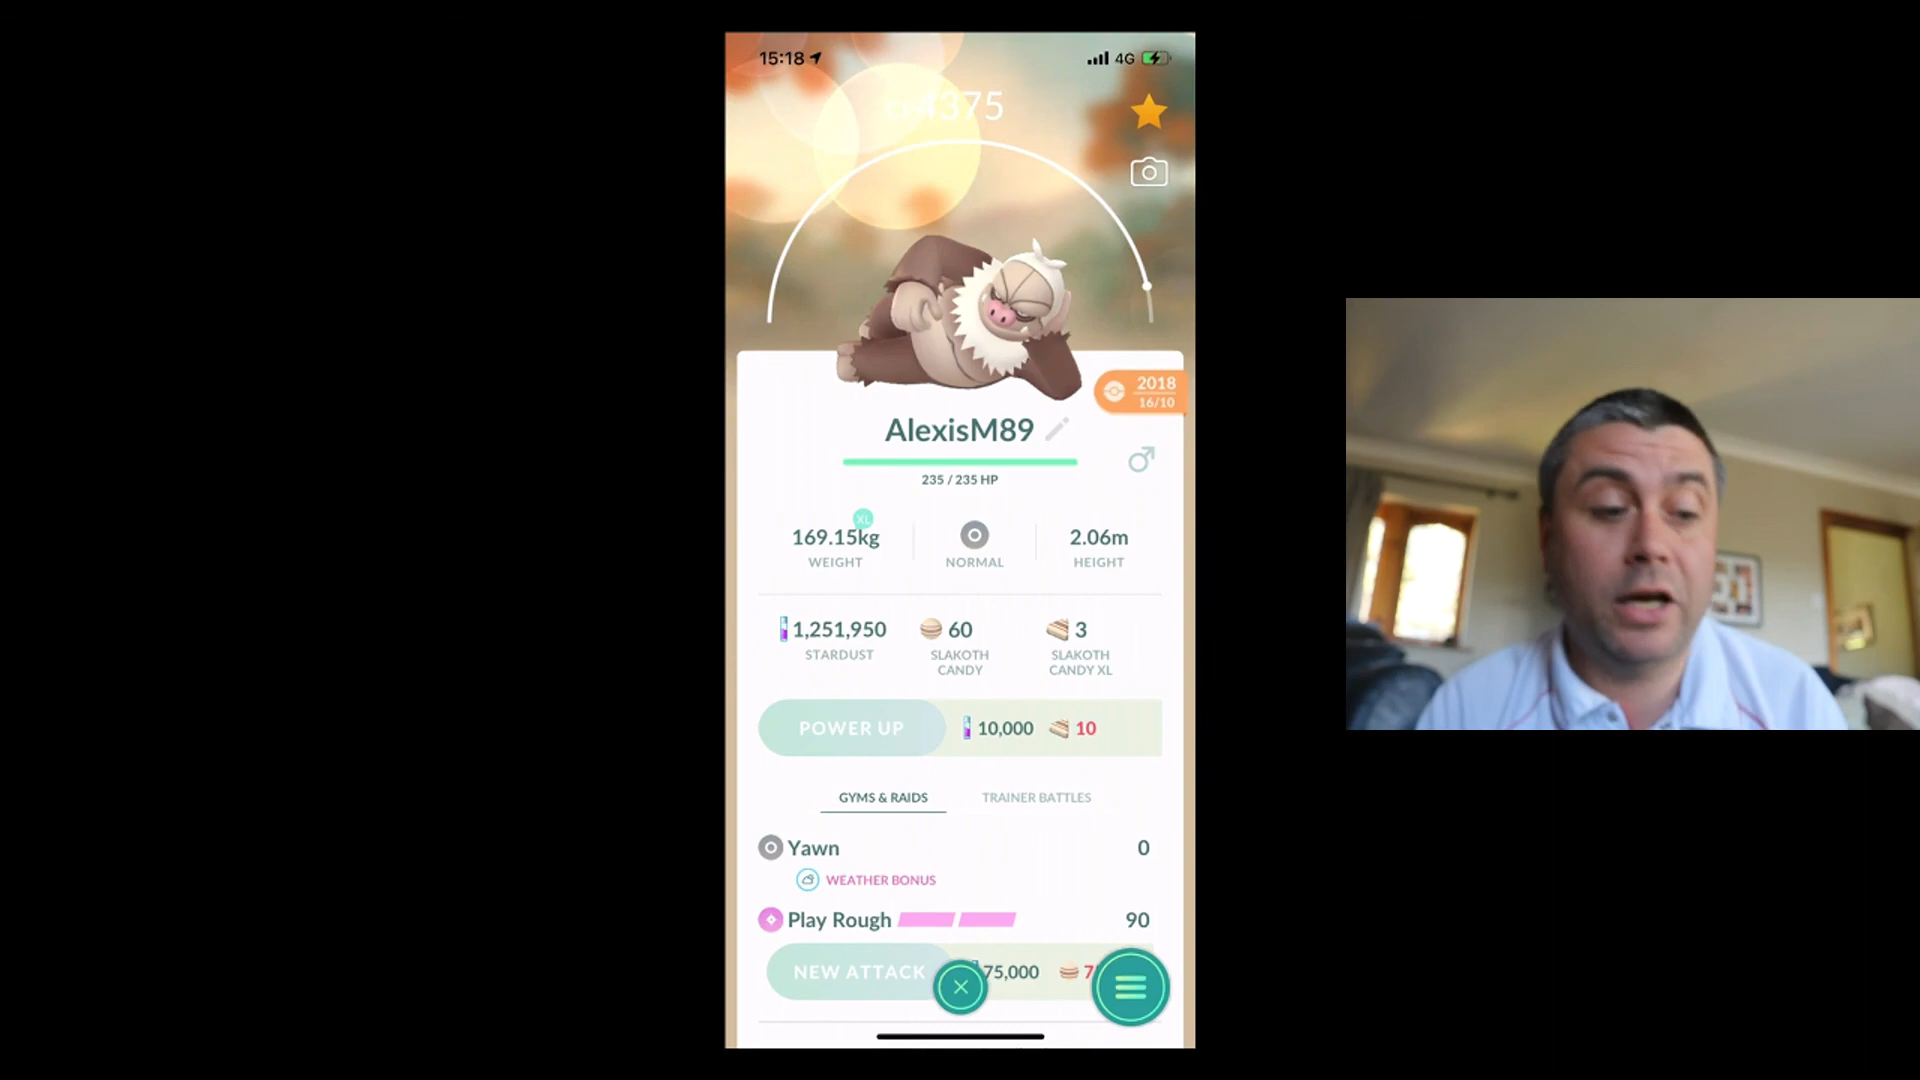 15:18
4G
CP4375
2018
16/10
AlexisM89
235 / 235 HP
XL
169.15kg
WEIGHT
NORMAL
2.06m
HEIGHT
1,251,950
STARDUST
60
SLAKOTH
CANDY
3
SLAKOTH
CANDY XL
POWER UP
10,000
10
GYMS & RAIDS
TRAINER BATTLES
Yawn
0
WEATHER BONUS
Play Rough
90
NEW ATTACK
75,000